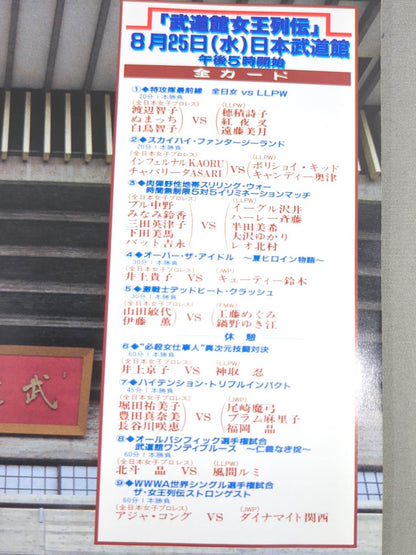 「武道館女王列伝」
8月25日(水)日本武道館
午後5時開始
全カード
①◆特攻隊最前線 全日女 vs LLPW
20分1本勝負
(全日本女子プロレス) (LLPW)
渡辺智子 穂積詩子
ぬまっち VS 紅夜叉
白鳥智子 遠藤美月
②◆スカイハイ・ファンタジーランド
20分1本勝負
(全日本女子プロレス) (LLPW)
インフェルナルKAORU VS ボリショイ・キッド
チャパリータASARI キャンディー奥津
③◆肉弾野性地帯スリリング・ウォー
時間無制限5対5イリミネーションマッチ
(全日本女子プロレス) (LLPW)
ブル中野 イーグル沢井
みなみ鈴香 ハーレー斉藤
三田英津子 VS 半田美希
下田美馬 大沢ゆかり
バット吉永 レオ北村
④◆オーバー・ザ・アイドル 〜夏ヒロイン物語〜
30分1本勝負
(全日本女子プロレス) (JWP)
井上貴子 VS キューティー鈴木
⑤◆激戦士デッドヒート・クラッシュ
30分1本勝負
(全日本女子プロレス) (FMW)
山田敏代 VS 工藤めぐみ
伊藤 薫 鍋野ゆき江
休 憩
⑥◆“必殺女仕事人”異次元技闘対決
60分1本勝負
(全日本女子プロレス) (LLPW)
井上京子 VS 神取 忍
⑦◆ハイテンション・トリプルインパクト
45分1本勝負
(全日本女子プロレス) (JWP)
堀田祐美子 尾崎魔弓
豊田真奈美 VS プラム麻里子
長谷川咲恵 福岡 晶
⑧◆オールパシフィック選手権試合
武道館ワンナイトブルース 〜仁義なき掟〜
60分1本勝負
(全日本女子プロレス) (LLPW)
北斗 晶 VS 風間ルミ
⑨◆WWWA世界シングル選手権試合
ザ・女王列伝ストロンゲスト
60分1本勝負
(全日本女子プロレス) (JWP)
アジャ・コング VS ダイナマイト関西
武